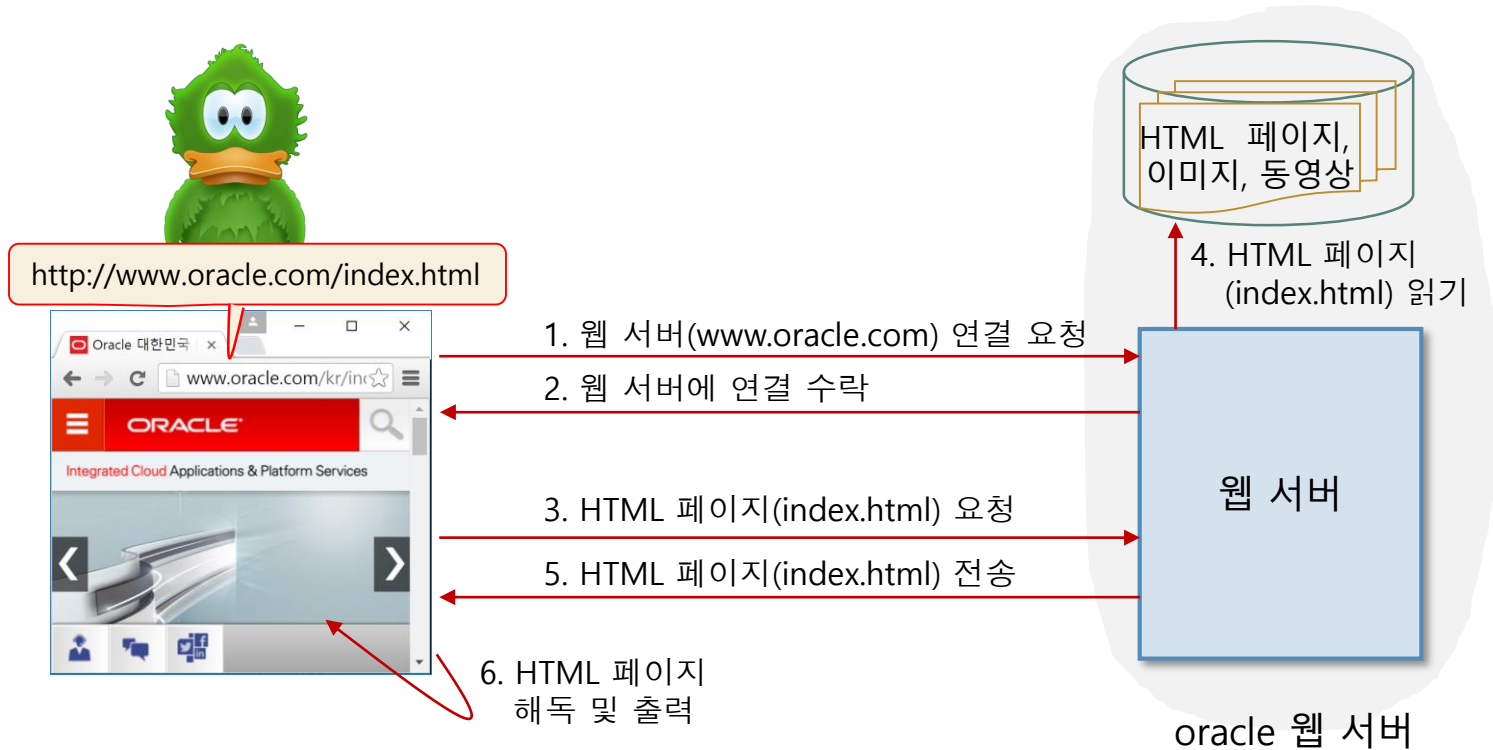 HTML 페이지,
이미지, 동영상
http://www.oracle.com/index.html
4. HTML 페이지
(index.html) 읽기
Oracle 대한민국
www.oracle.com/kr/in
ORACLE
Integrated Cloud Applications & Platform Services
1. 웹 서버(www.oracle.com) 연결 요청
2. 웹 서버에 연결 수락
3. HTML 페이지(index.html) 요청
5. HTML 페이지(index.html) 전송
웹 서버
6. HTML 페이지
해독 및 출력
oracle 웹 서버